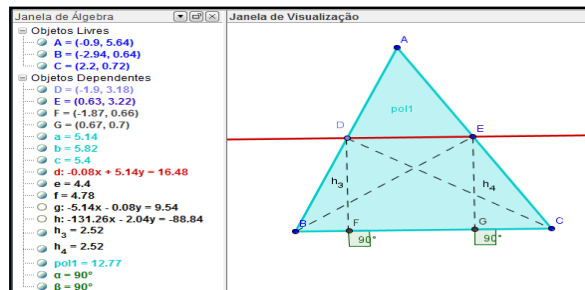 Janela de Álgebra
Objetos Livres
A = (-0.9, 5.64)
B = (-2.94, 0.64)
C = (2.2, 0.72)
Objetos Dependentes
D = (-1.9, 3.18)
E = (0.63, 3.22)
F = (-1.87, 0.66)
G = (0.67, 0.7)
a = 5.14
b = 5.82
c = 5.4
d: -0.08x + 5.14y = 16.48
e = 4.4
f = 4.78
g: -5.14x - 0.08y = 9.54
h: -131.26x - 2.04y = -88.84
h₃ = 2.52
h₄ = 2.52
pol1 = 12.77
α = 90°
β = 90°
Janela de Visualização
A
pol1
D
E
h₃
h₄
B
F
G
C
90°
90°